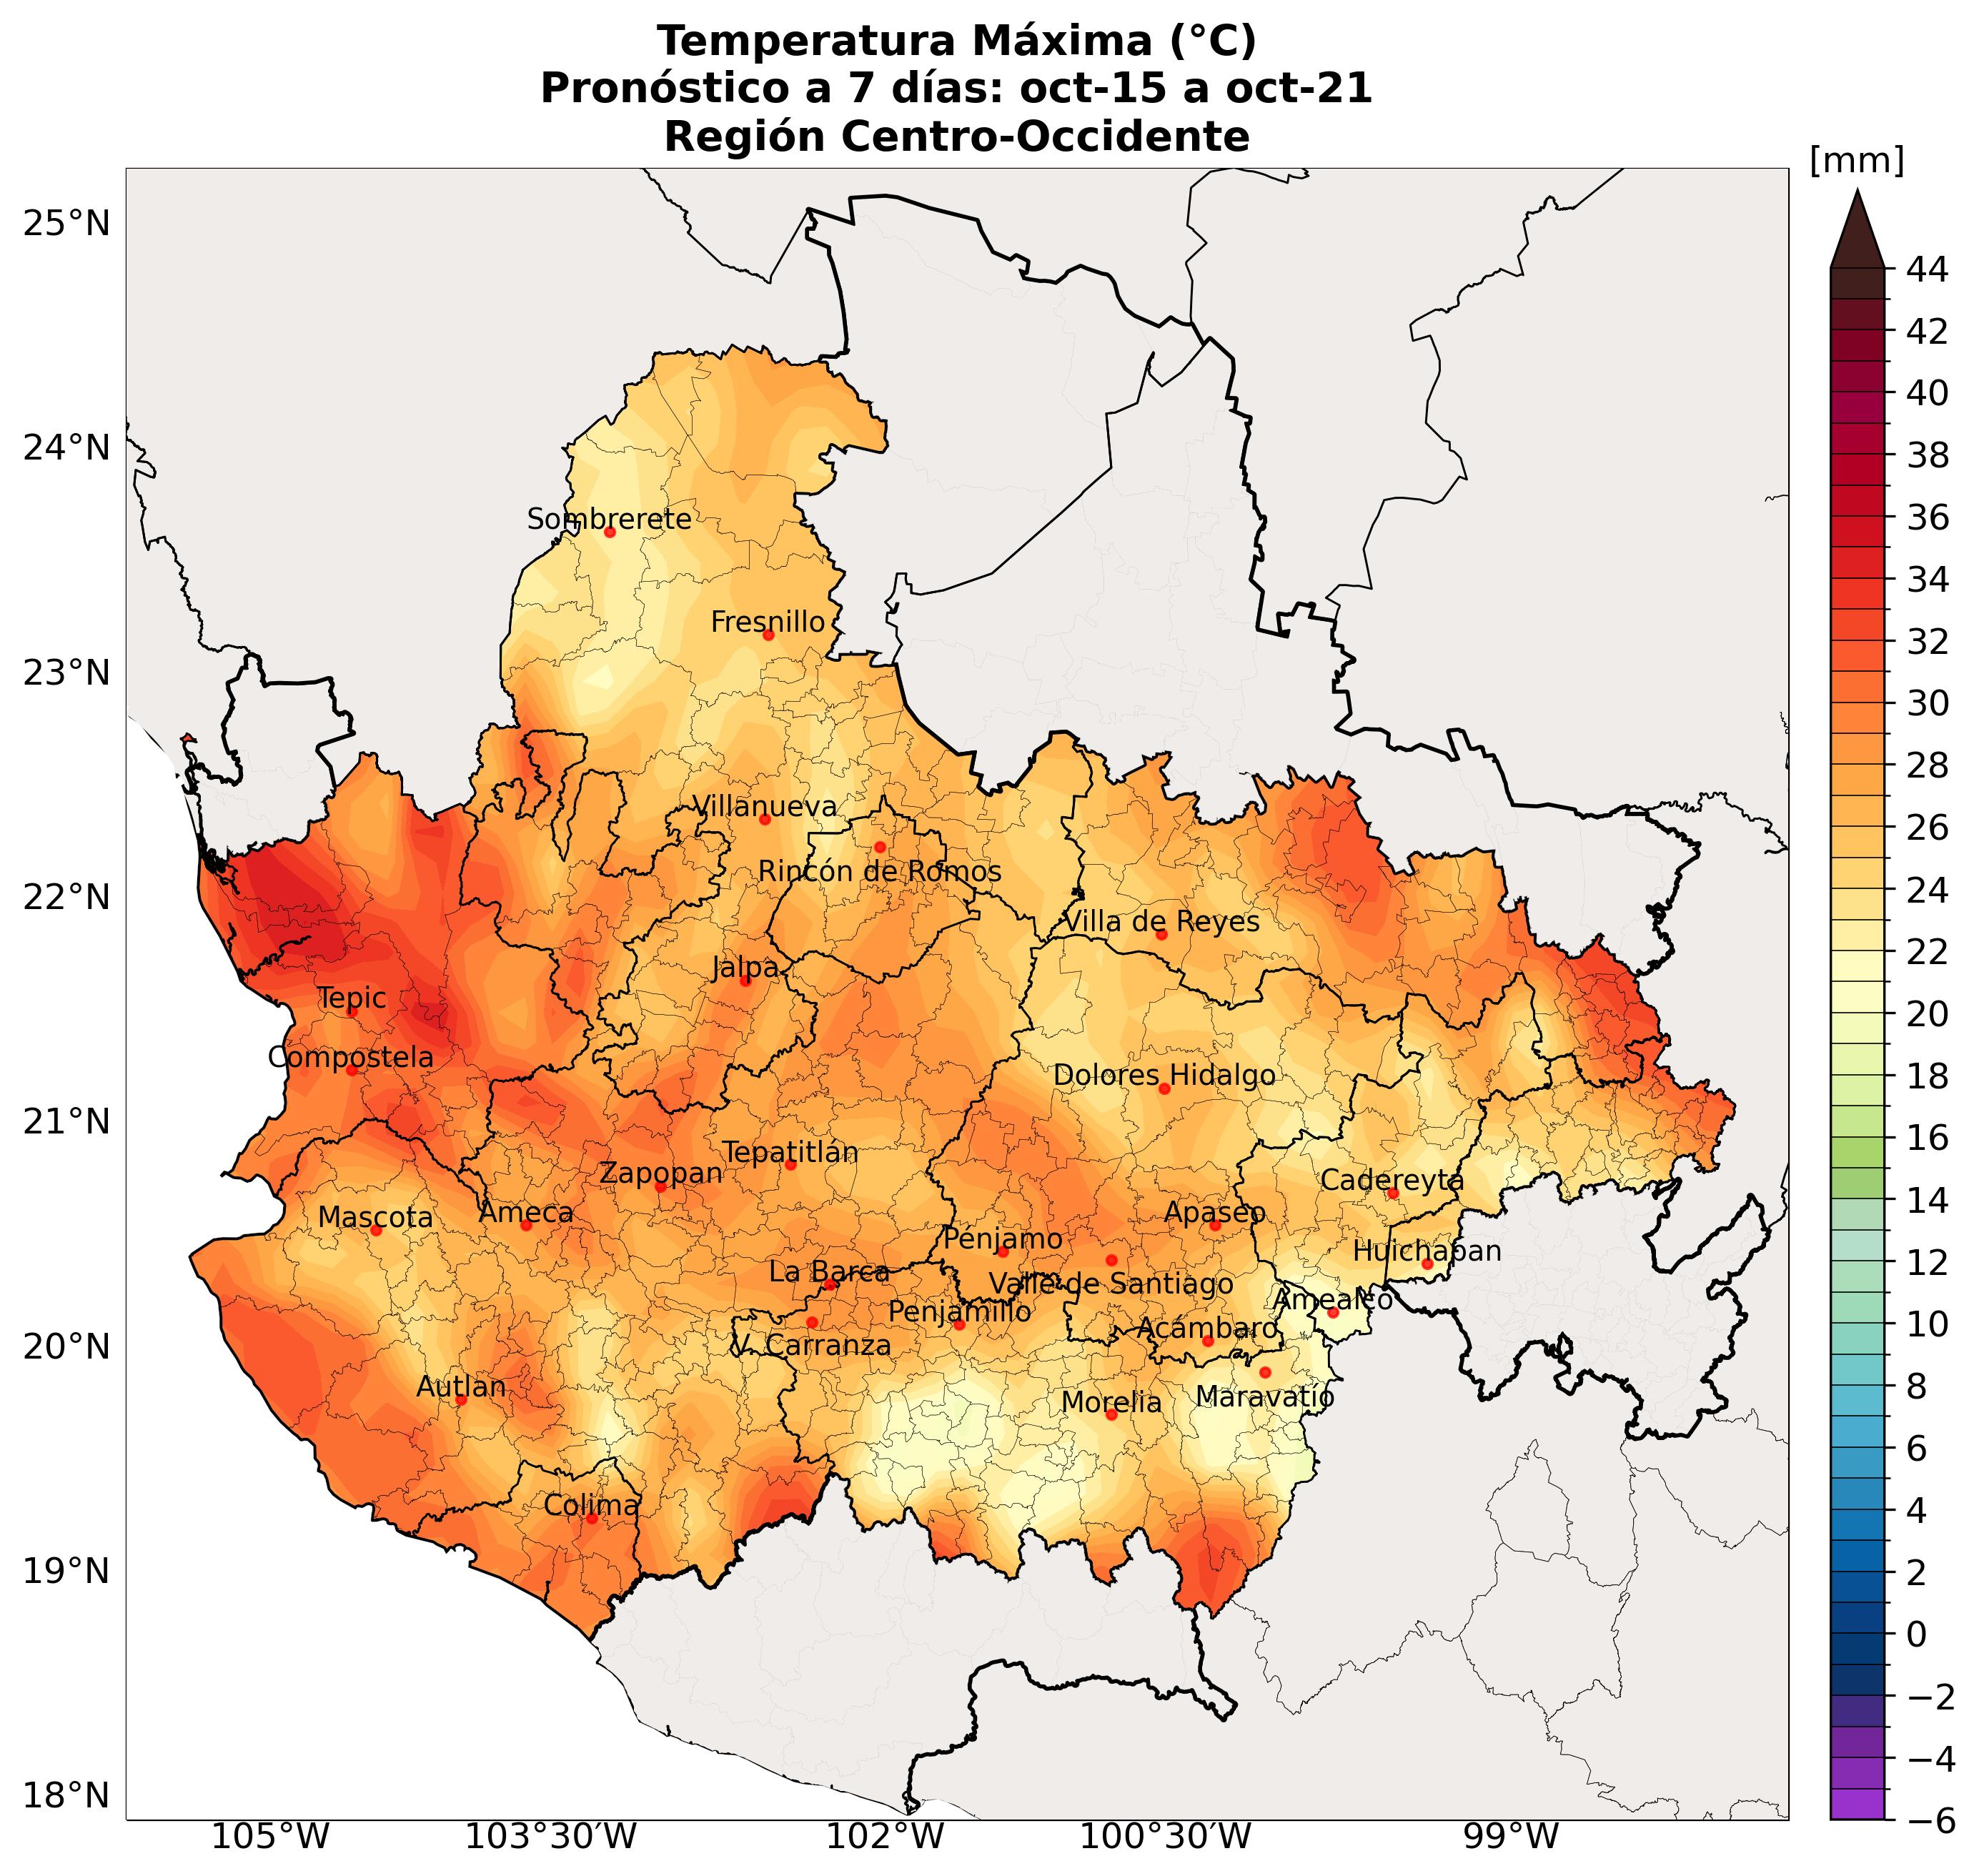 Temperatura Máxima (°C)
Pronóstico a 7 días: oct-15 a oct-21
Región Centro-Occidente
[mm]
25°N
24°N
23°N
22°N
21°N
20°N
19°N
18°N
105°W
103°30′W
102°W
100°30′W
99°W
44
42
40
38
36
34
32
30
28
26
24
22
20
18
16
14
12
10
8
6
4
2
0
−2
−4
−6
Sombrerete
Fresnillo
Villanueva
Rincón de Romos
Villa de Reyes
Jalpa
Tepic
Compostela
Dolores Hidalgo
Tepatitlán
Zapopan
Cadereyta
Mascota
Ameca
Apaseo
Pénjamo
Huichapan
La Barca
Valle de Santiago
Amealco
Penjamillo
Acámbaro
V. Carranza
Autlan
Morelia
Maravatío
Colima